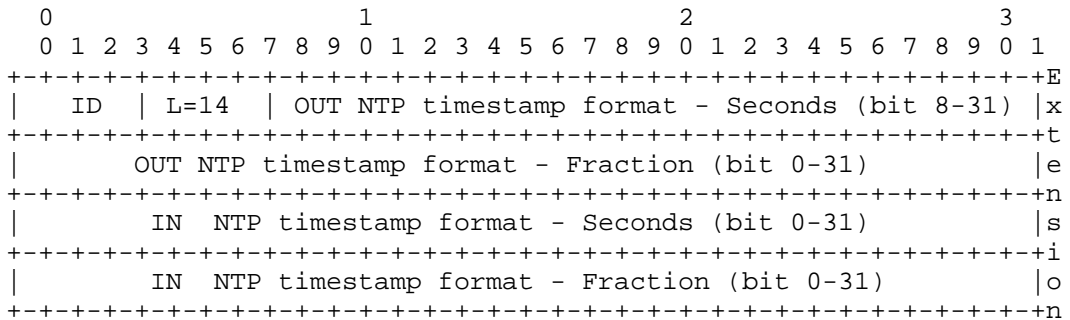 0                   1                   2                   3
 0 1 2 3 4 5 6 7 8 9 0 1 2 3 4 5 6 7 8 9 0 1 2 3 4 5 6 7 8 9 0 1
+-+-+-+-+-+-+-+-+-+-+-+-+-+-+-+-+-+-+-+-+-+-+-+-+-+-+-+-+-+-+-+-+E
|   ID  | L=14  | OUT NTP timestamp format - Seconds (bit 8-31) |x
+-+-+-+-+-+-+-+-+-+-+-+-+-+-+-+-+-+-+-+-+-+-+-+-+-+-+-+-+-+-+-+-+t
|       OUT NTP timestamp format - Fraction (bit 0-31)          |e
+-+-+-+-+-+-+-+-+-+-+-+-+-+-+-+-+-+-+-+-+-+-+-+-+-+-+-+-+-+-+-+-+n
|        IN  NTP timestamp format - Seconds (bit 0-31)          |s
+-+-+-+-+-+-+-+-+-+-+-+-+-+-+-+-+-+-+-+-+-+-+-+-+-+-+-+-+-+-+-+-+i
|        IN  NTP timestamp format - Fraction (bit 0-31)         |o
+-+-+-+-+-+-+-+-+-+-+-+-+-+-+-+-+-+-+-+-+-+-+-+-+-+-+-+-+-+-+-+-+n